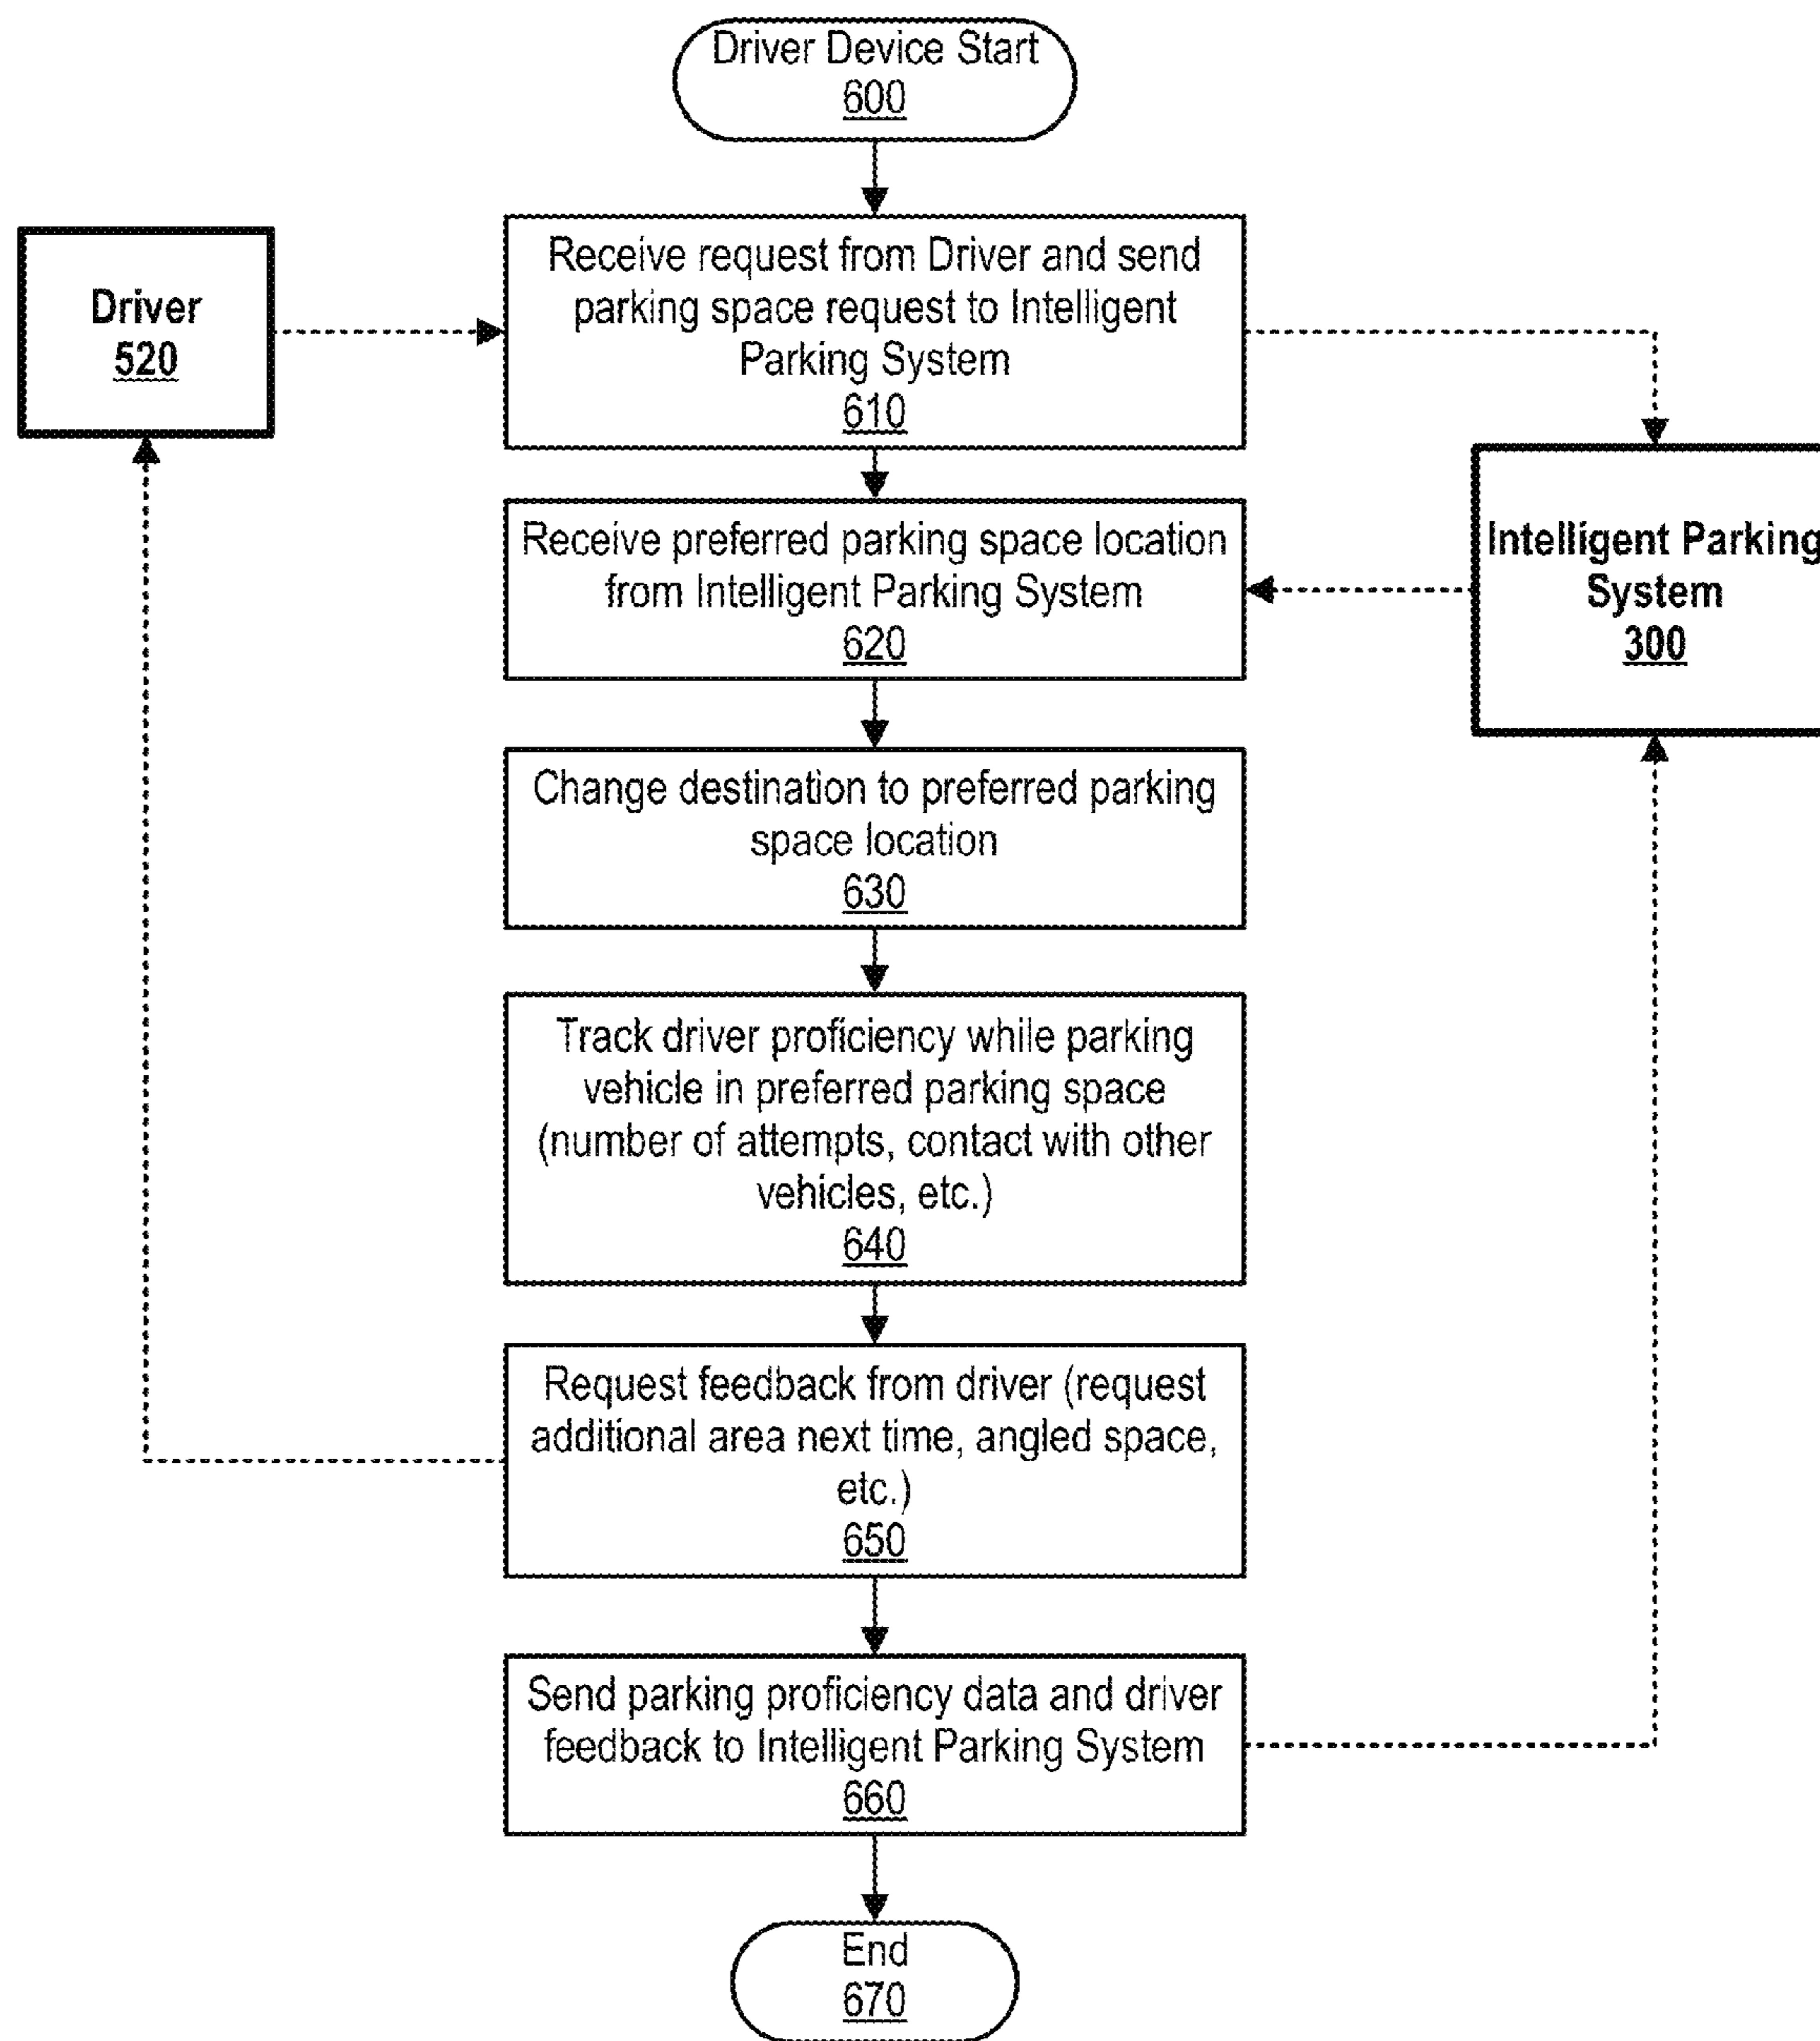 Driver Device Start
600
Receive request from Driver and send
parking space request to Intelligent
Parking System
610
Driver
520
Receive preferred parking space location
from Intelligent Parking System
620
Intelligent Parking
System
300
Change destination to preferred parking
space location
630
Track driver proficiency while parking
vehicle in preferred parking space
(number of attempts, contact with other
vehicles, etc.)
640
Request feedback from driver (request
additional area next time, angled space,
etc.)
650
Send parking proficiency data and driver
feedback to Intelligent Parking System
660
End
670